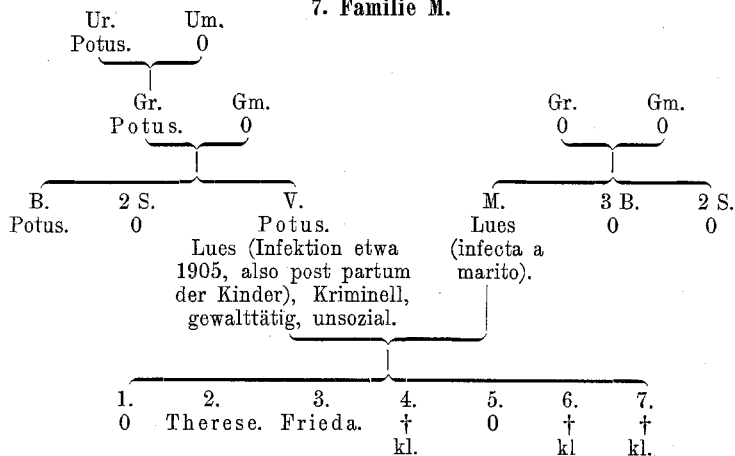 7. Familie M.
Ur. Um.
Potus. 0
Gr. Gm. Gr. Gm.
Potus. 0 0 0
B. 2 S. V. M. 3 B. 2 S.
Potus. 0 Potus. Lues 0 0
Lues (Infektion etwa (infecta a
1905, also post partum marito).
der Kinder), Kriminell,
gewalttätig, unsozial.
1. 2. 3. 4. 5. 6. 7.
0 Therese. Frieda. † 0 † †
kl. kl kl.